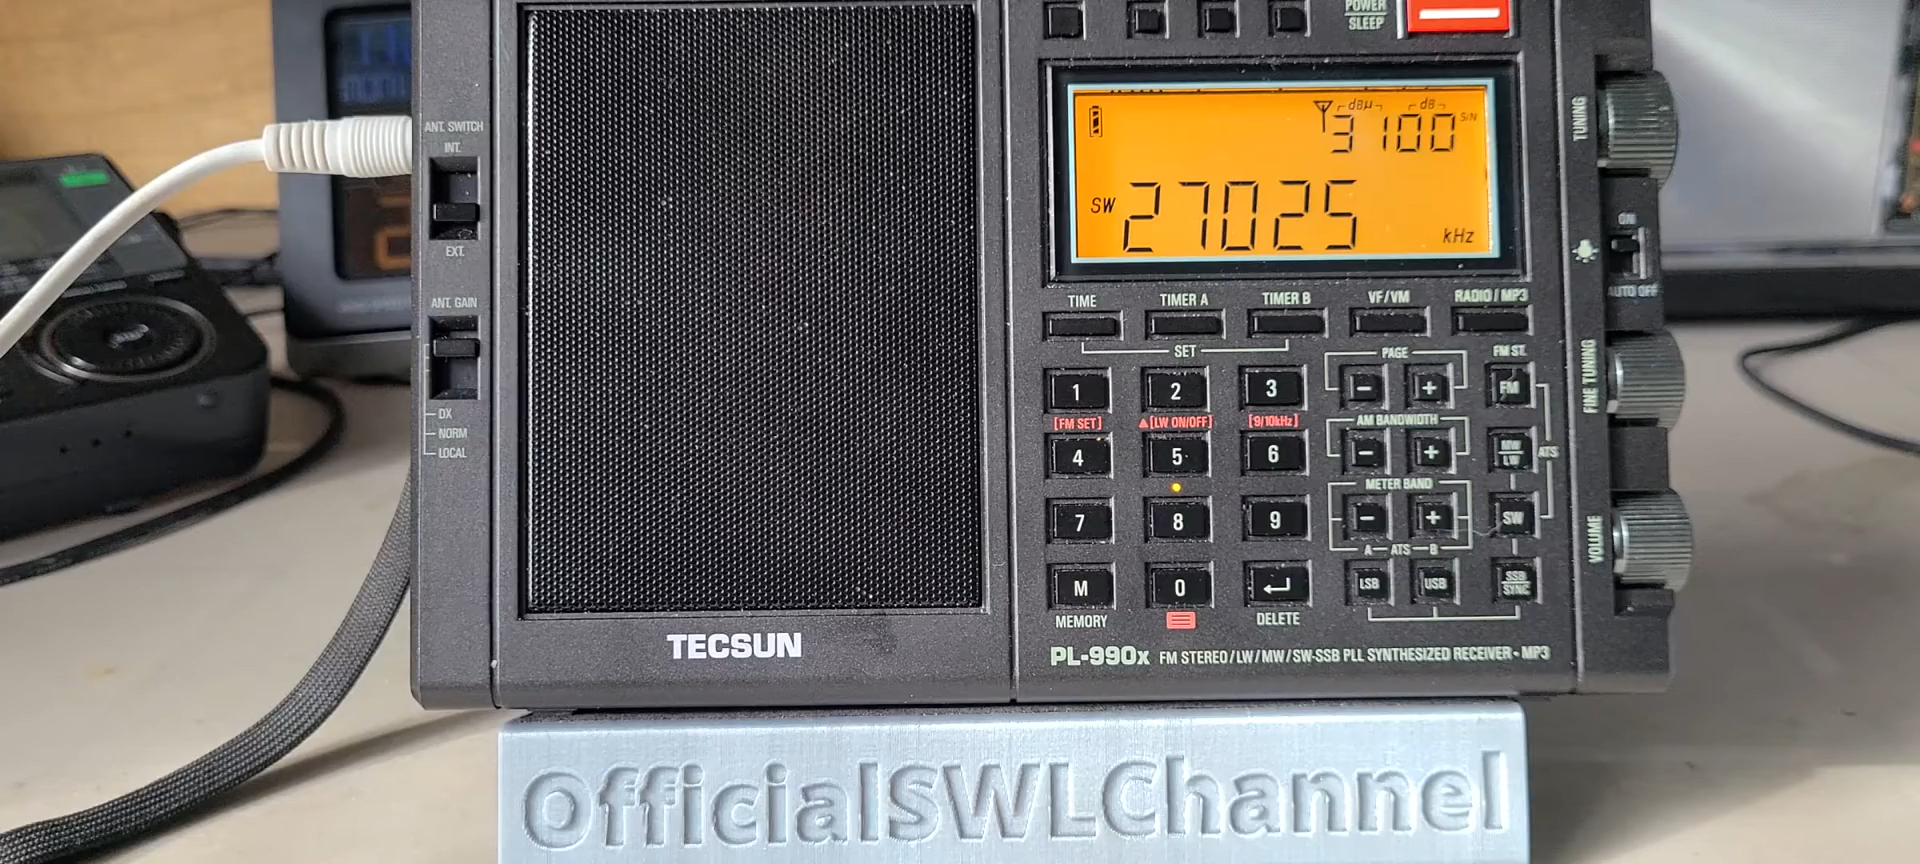 POWER
SLEEP
ANT. SWITCH
INT.
EXT.
ANT. GAIN
DX
NORM
LOCAL
dBµ dB
3 100 S/N
SW 27025 kHz
TUNING
ON
AUTO OFF
TIME TIMER A TIMER B VF/VM RADIO / MP3
SET
PAGE FM ST.
1 2 3 - + FM
[FM SET] ▲[LW ON/OFF] [9/10kHz] AM BANDWIDTH
4 5 6 - + MW
LW
ATS
FINE TUNING
METER BAND
7 8 9 - + SW
A ATS B
VOLUME
M 0 LSB USB SSB
SYNC
MEMORY DELETE
TECSUN
PL-990x FM STEREO/LW/MW/SW-SSB PLL SYNTHESIZED RECEIVER - MP3
OfficialSWLChannel